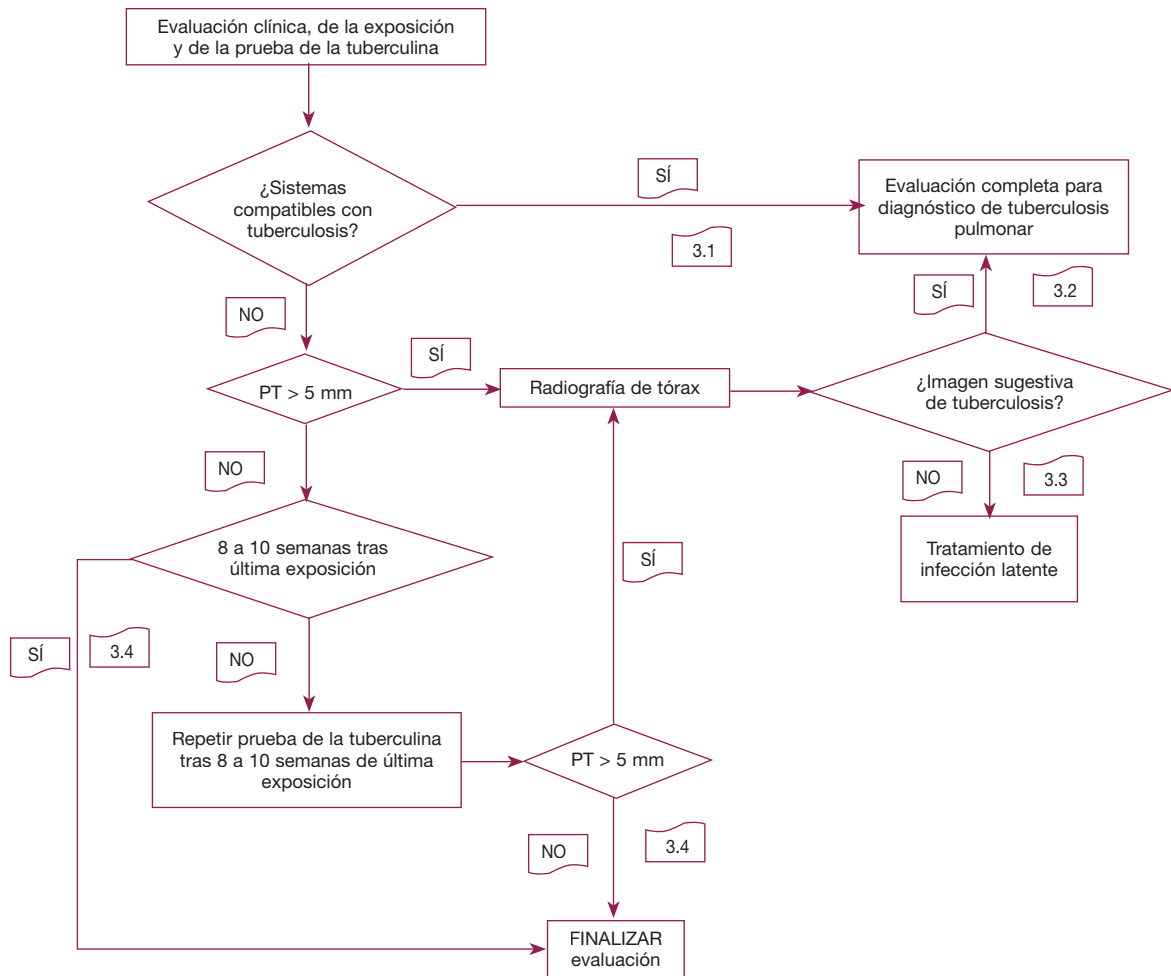 Evaluación clínica, de la exposición
y de la prueba de la tuberculina
¿Sistemas
compatibles con
tuberculosis?
SÍ
3.1
Evaluación completa para
diagnóstico de tuberculosis
pulmonar
SÍ
3.2
NO
PT > 5 mm
SÍ
Radiografía de tórax
¿Imagen sugestiva
de tuberculosis?
NO
3.3
Tratamiento de
infección latente
NO
8 a 10 semanas tras
última exposición
SÍ
3.4
NO
SÍ
Repetir prueba de la tuberculina
tras 8 a 10 semanas de última
exposición
PT > 5 mm
NO
3.4
FINALIZAR
evaluación